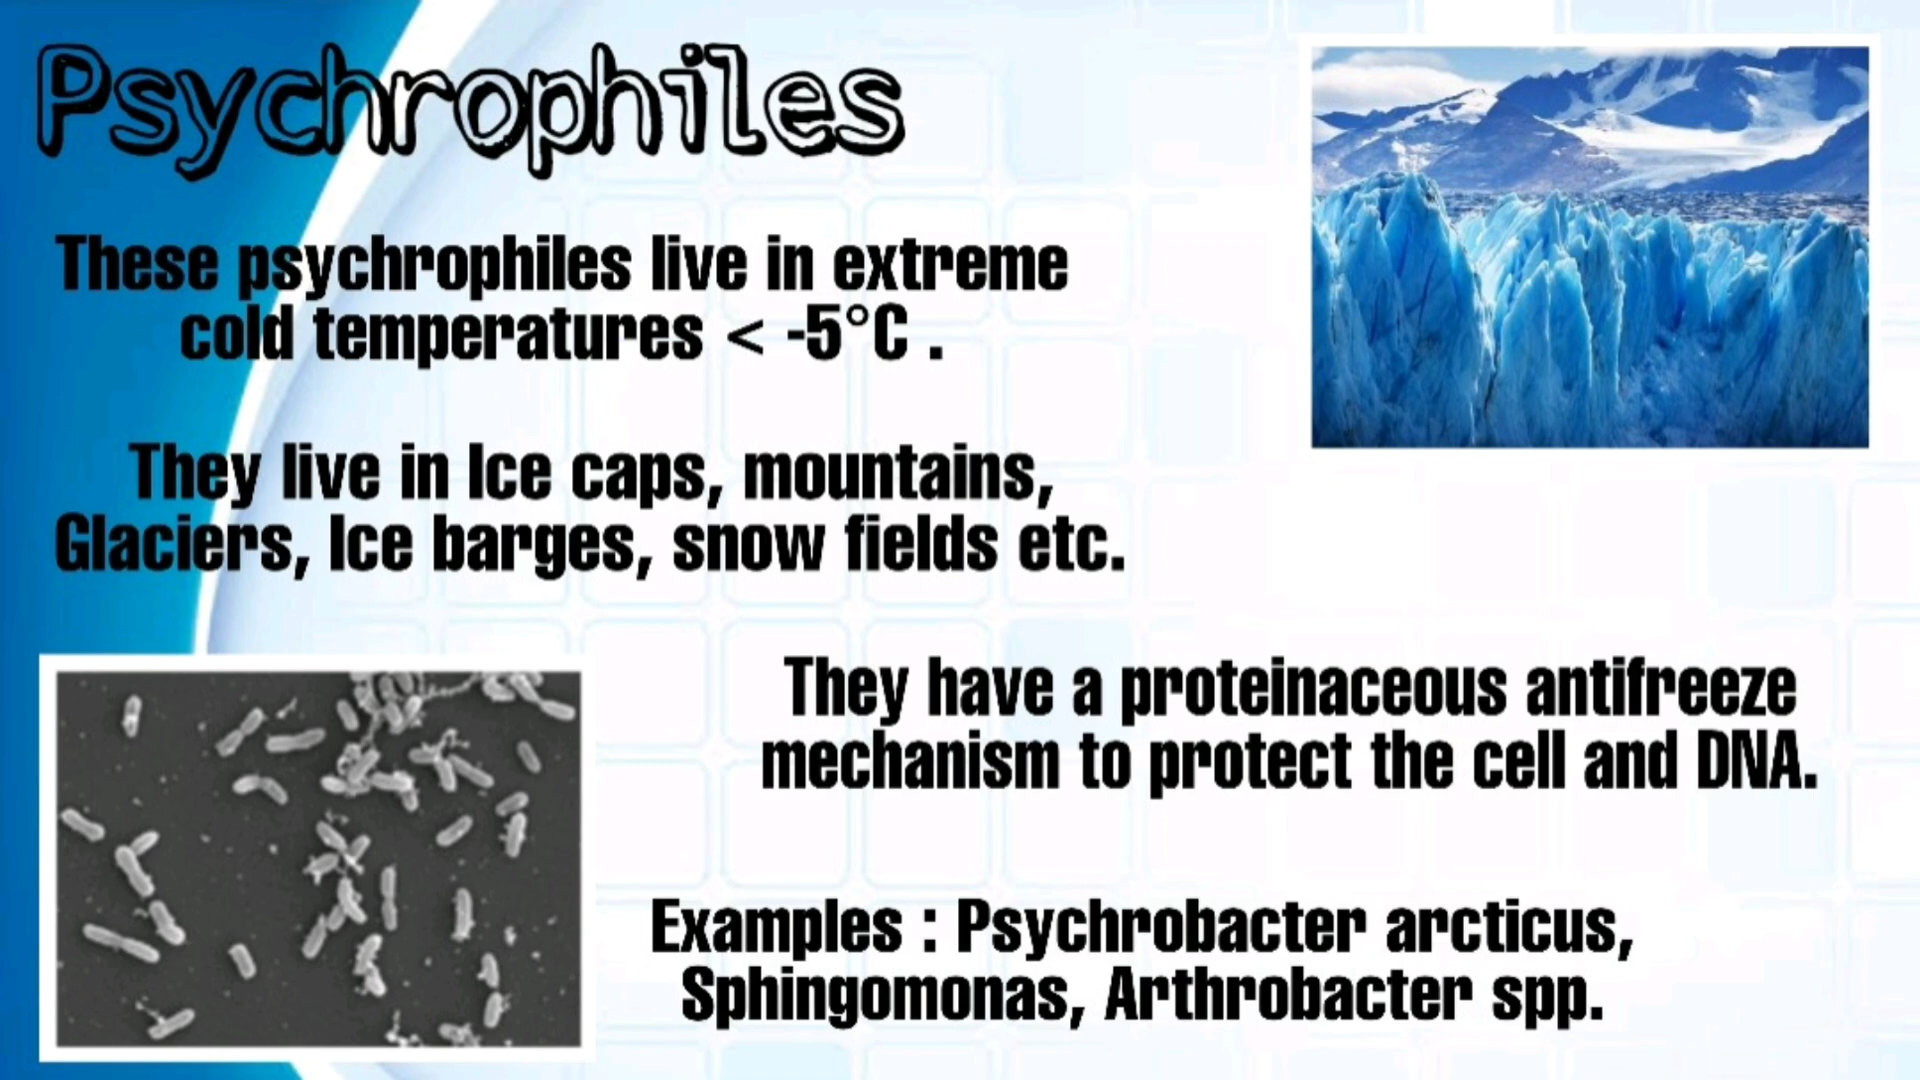 Psychrophiles
These psychrophiles live in extreme
cold temperatures < -5°C .
They live in Ice caps, mountains,
Glaciers, Ice barges, snow fields etc.
They have a proteinaceous antifreeze
mechanism to protect the cell and DNA.
Examples : Psychrobacter arcticus,
Sphingomonas, Arthrobacter spp.